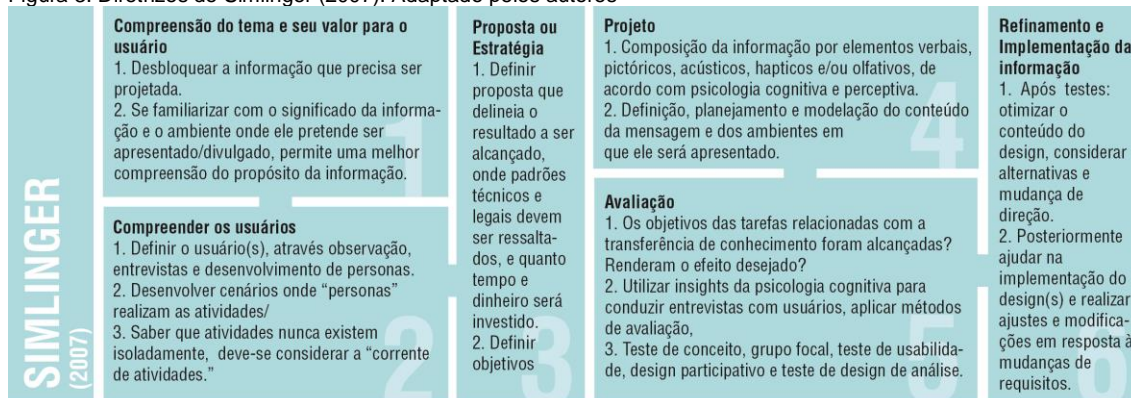 Figura 3: Diretrizes de Simlinger (2007). Adaptado pelos autores
SIMLINGER
(2007)
Compreensão do tema e seu valor para o
usuário
1. Desbloquear a informação que precisa ser
projetada.
2. Se familiarizar com o significado da informa-
ção e o ambiente onde ele pretende ser
apresentado/divulgado, permite uma melhor
compreensão do propósito da informação.
1
Compreender os usuários
1. Definir o usuário(s), através observação,
entrevistas e desenvolvimento de personas.
2. Desenvolver cenários onde “personas”
realizam as atividades/
3. Saber que atividades nunca existem
isoladamente, deve-se considerar a “corrente
de atividades.”
2
Proposta ou
Estratégia
1. Definir
proposta que
delineia o
resultado a ser
alcançado,
onde padrões
técnicos e
legais devem
ser ressalta-
dos, e quanto
tempo e
dinheiro será
investido.
2. Definir
objetivos
3
Projeto
1. Composição da informação por elementos verbais,
pictóricos, acústicos, hapticos e/ou olfativos, de
acordo com psicologia cognitiva e perceptiva.
2. Definição, planejamento e modelação do conteúdo
da mensagem e dos ambientes em
que ele será apresentado.
4
Avaliação
1. Os objetivos das tarefas relacionadas com a
transferência de conhecimento foram alcançadas?
Renderam o efeito desejado?
2. Utilizar insights da psicologia cognitiva para
conduzir entrevistas com usuários, aplicar métodos
de avaliação,
3. Teste de conceito, grupo focal, teste de usabilida-
de, design participativo e teste de design de análise.
5
Refinamento e
Implementação da
informação
1. Após testes:
otimizar o
conteúdo do
design, considerar
alternativas e
mudança de
direção.
2. Posteriormente
ajudar na
implementação do
design(s) e realizar
ajustes e modifica-
ções em resposta à
mudanças de
requisitos.
6